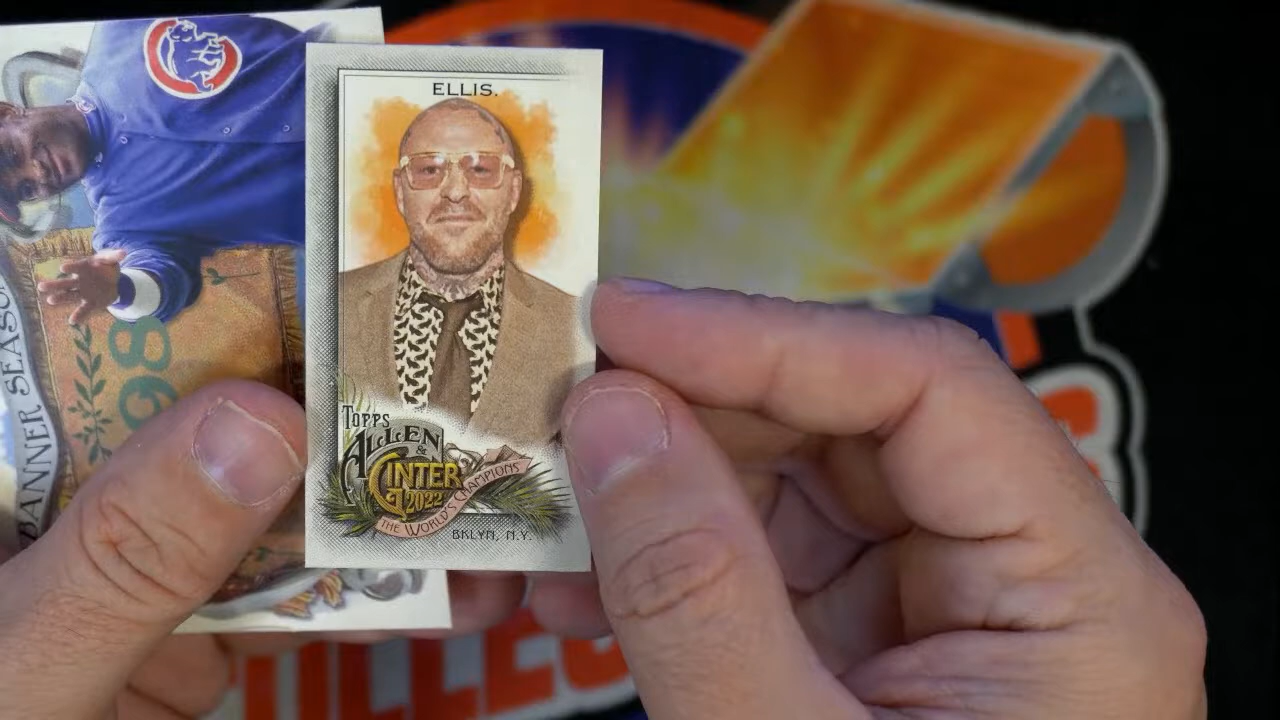 ELLIS.
TOPPS
ALLEN
&
GINTER
2022
THE WORLD'S CHAMPIONS
BKLYN, N.Y.
BANNER SEASO
98